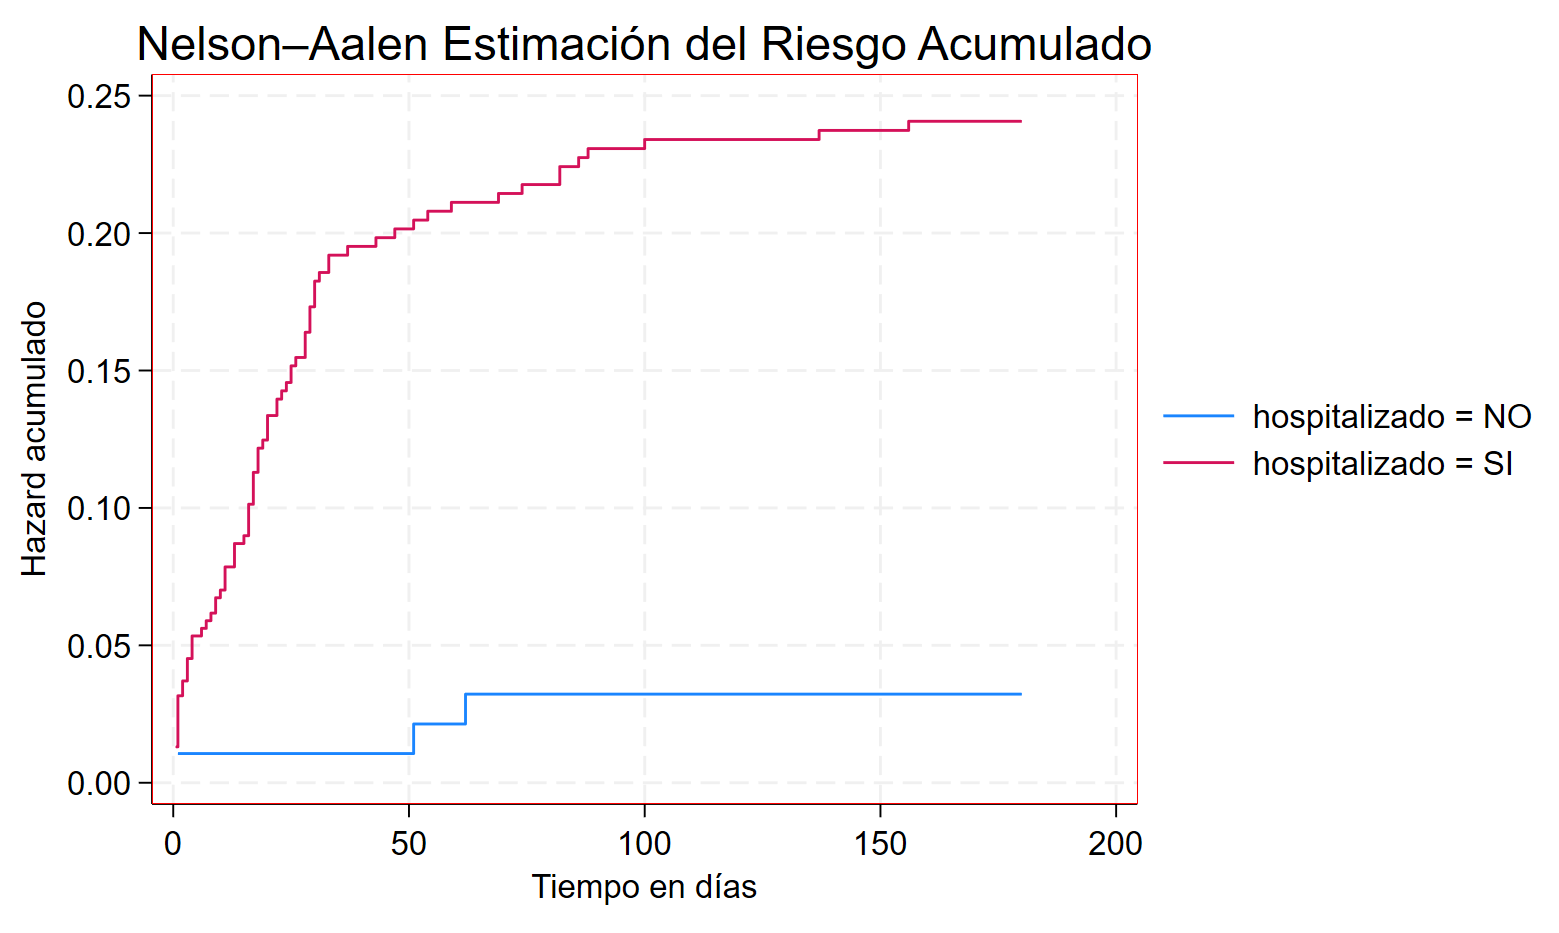 Nelson–Aalen Estimación del Riesgo Acumulado
0.25
0.20
0.15
0.10
0.05
0.00
Hazard acumulado
0 50 100 150 200
Tiempo en días
hospitalizado = NO
hospitalizado = SI